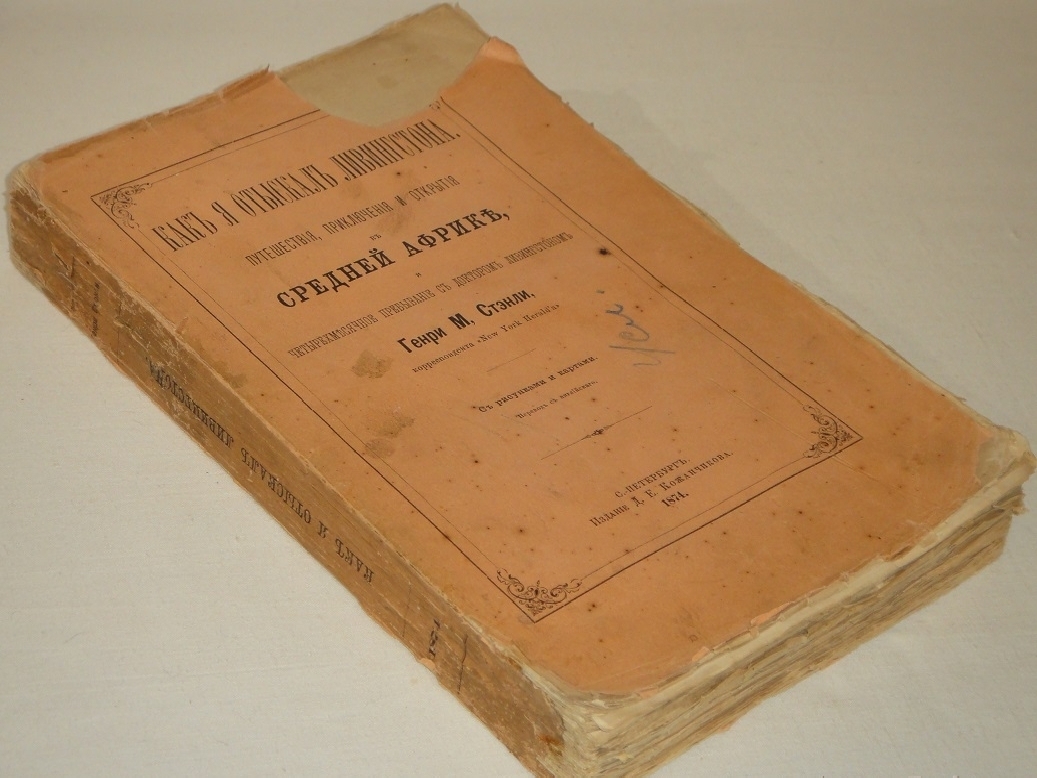 КАКЪ Я ОТЫСКАЛЪ ЛИВИНГСТОНА.
ПУТЕШЕСТВІЯ, ПРИКЛЮЧЕНІЯ И ОТКРЫТІЯ
ВЪ
СРЕДНЕЙ АФРИКѢ,
И
ЧЕТЫРЕХМѢСЯЧНОЕ ПРЕБЫВАНІЕ СЪ ДОКТОРОМЪ ЛИВИНГСТОНОМЪ
Генри М. Стэнли,
корреспондента «New York Herald'а»
Съ рисунками и картами.
Переводъ съ англійскаго.
С.-ПЕТЕРБУРГЪ.
Изданіе Д. Е. Кожанчикова.
1874.
КАКЪ Я ОТЫСКАЛЪ ЛИВИНГСТОНА
1874